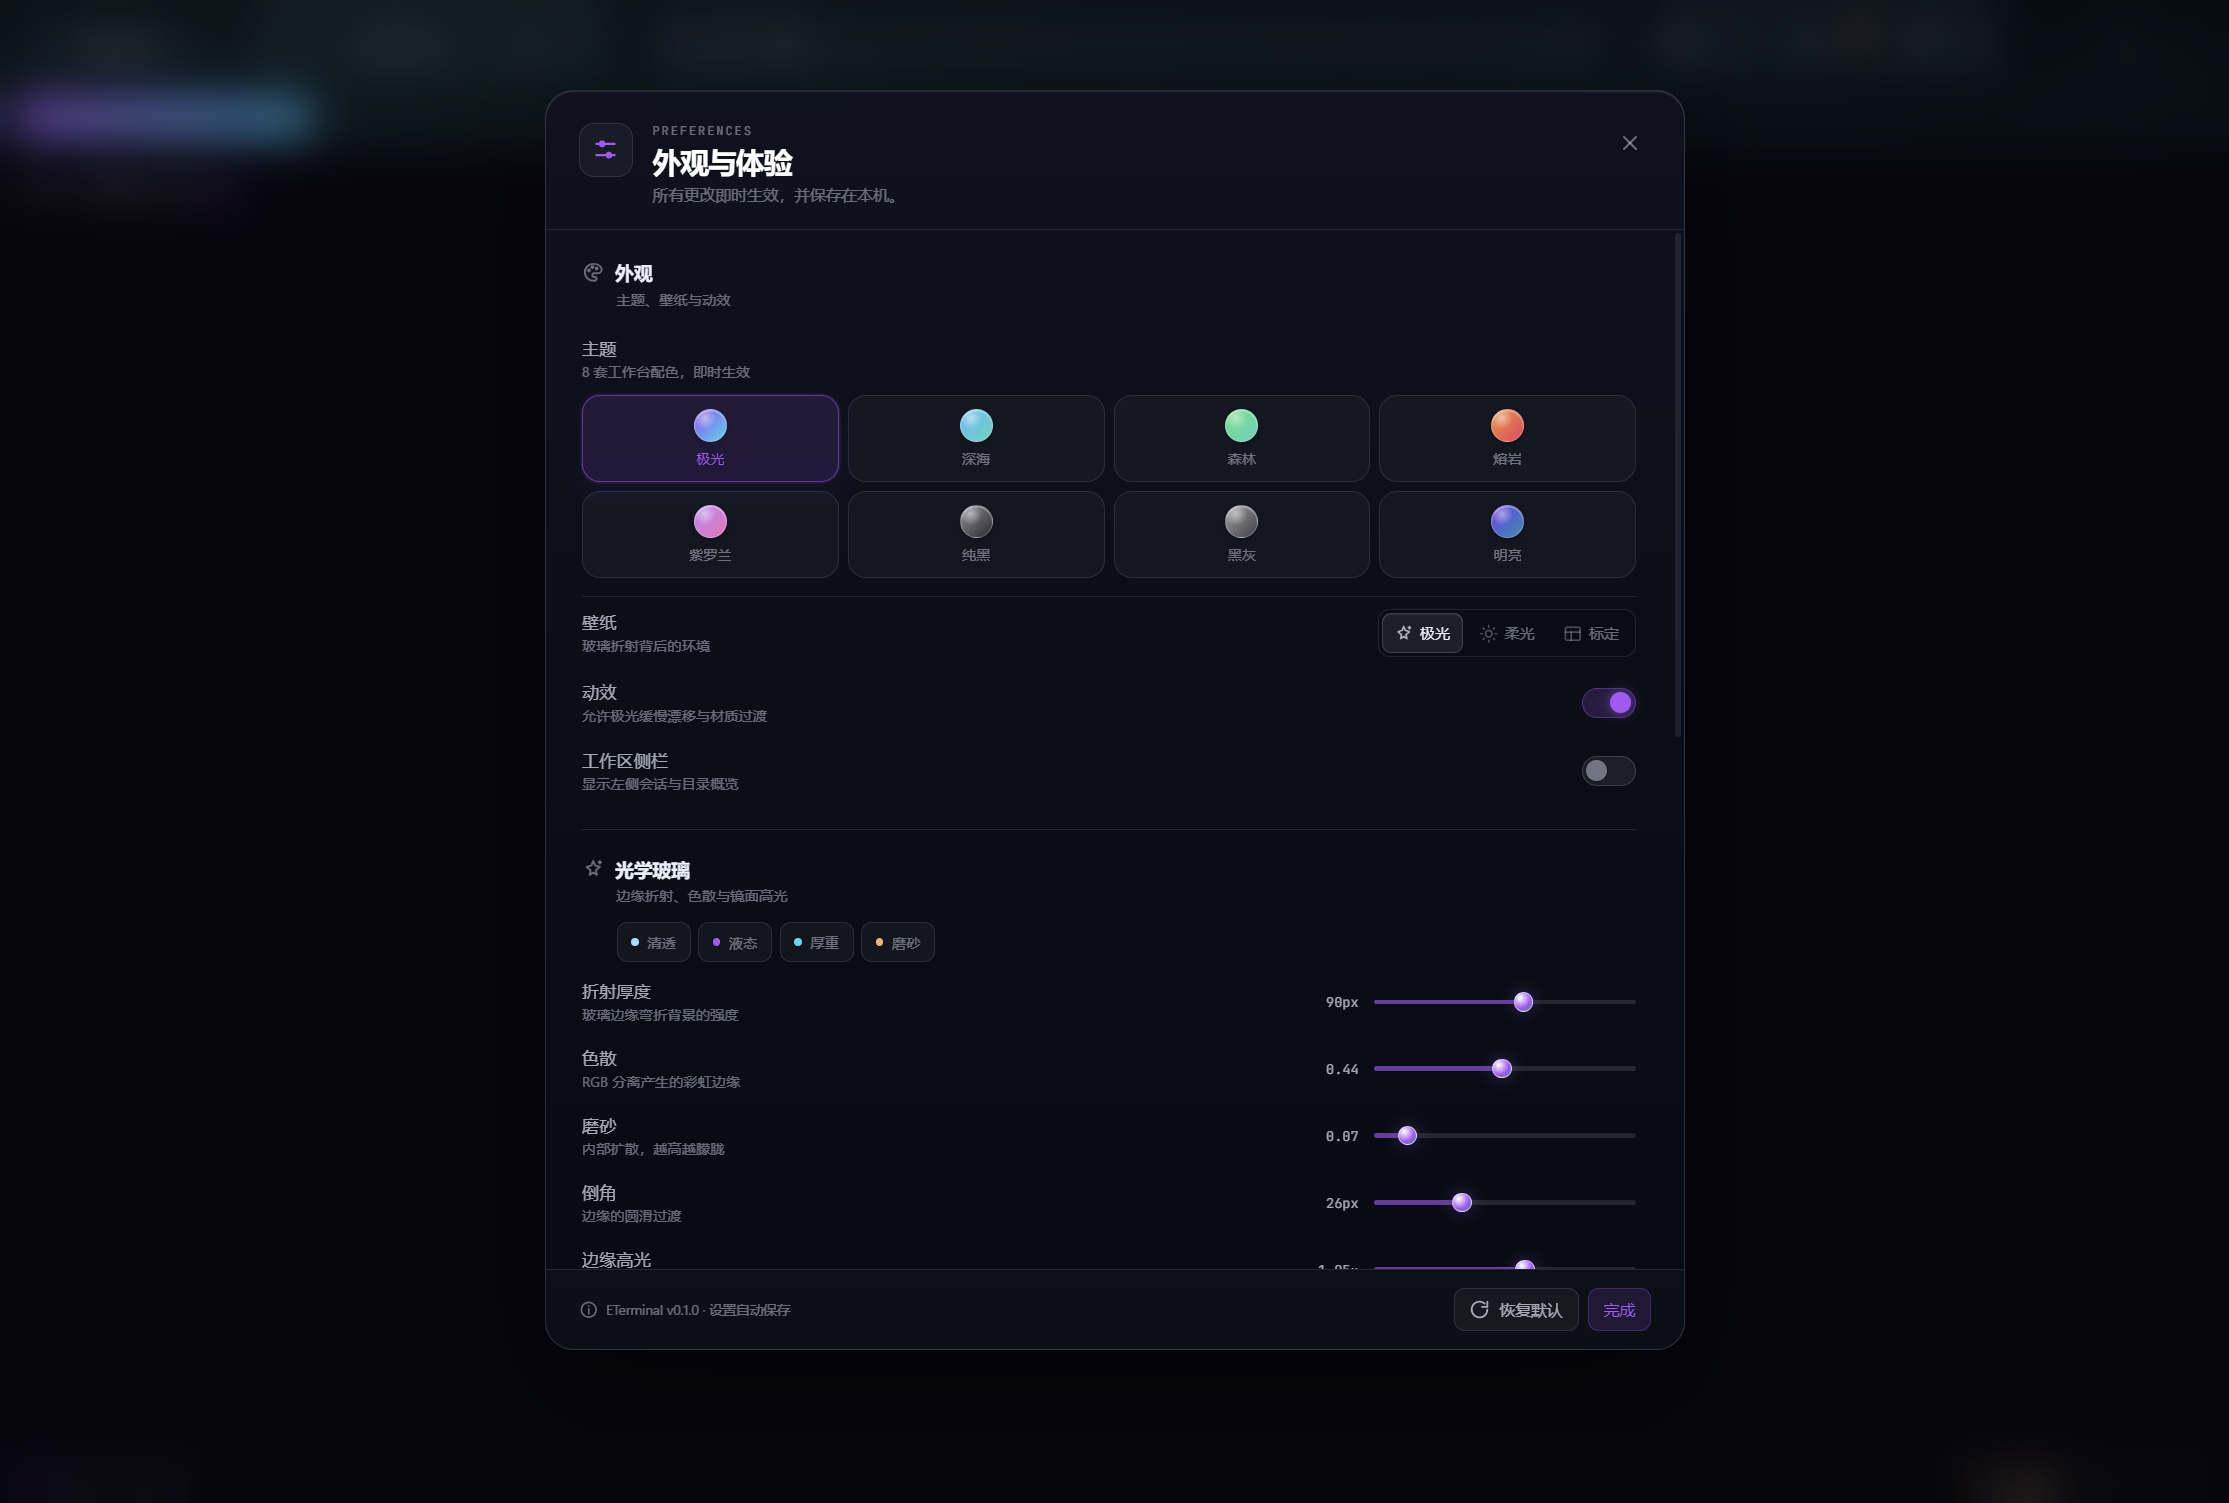 PREFERENCES
外观与体验
所有更改即时生效，并保存在本机。
外观
主题、壁纸与动效
主题
8 套工作台配色，即时生效
极光
深海
森林
熔岩
紫罗兰
纯黑
黑灰
明亮
壁纸
玻璃折射背后的环境
极光
柔光
标定
动效
允许极光缓慢漂移与材质过渡
工作区侧栏
显示左侧会话与目录概览
光学玻璃
边缘折射、色散与镜面高光
清透
液态
厚重
磨砂
折射厚度
玻璃边缘弯折背景的强度
90px
色散
RGB 分离产生的彩虹边缘
0.44
磨砂
内部扩散，越高越朦胧
0.07
倒角
边缘的圆滑过渡
26px
边缘高光
ETerminal v0.1.0 · 设置自动保存
恢复默认
完成